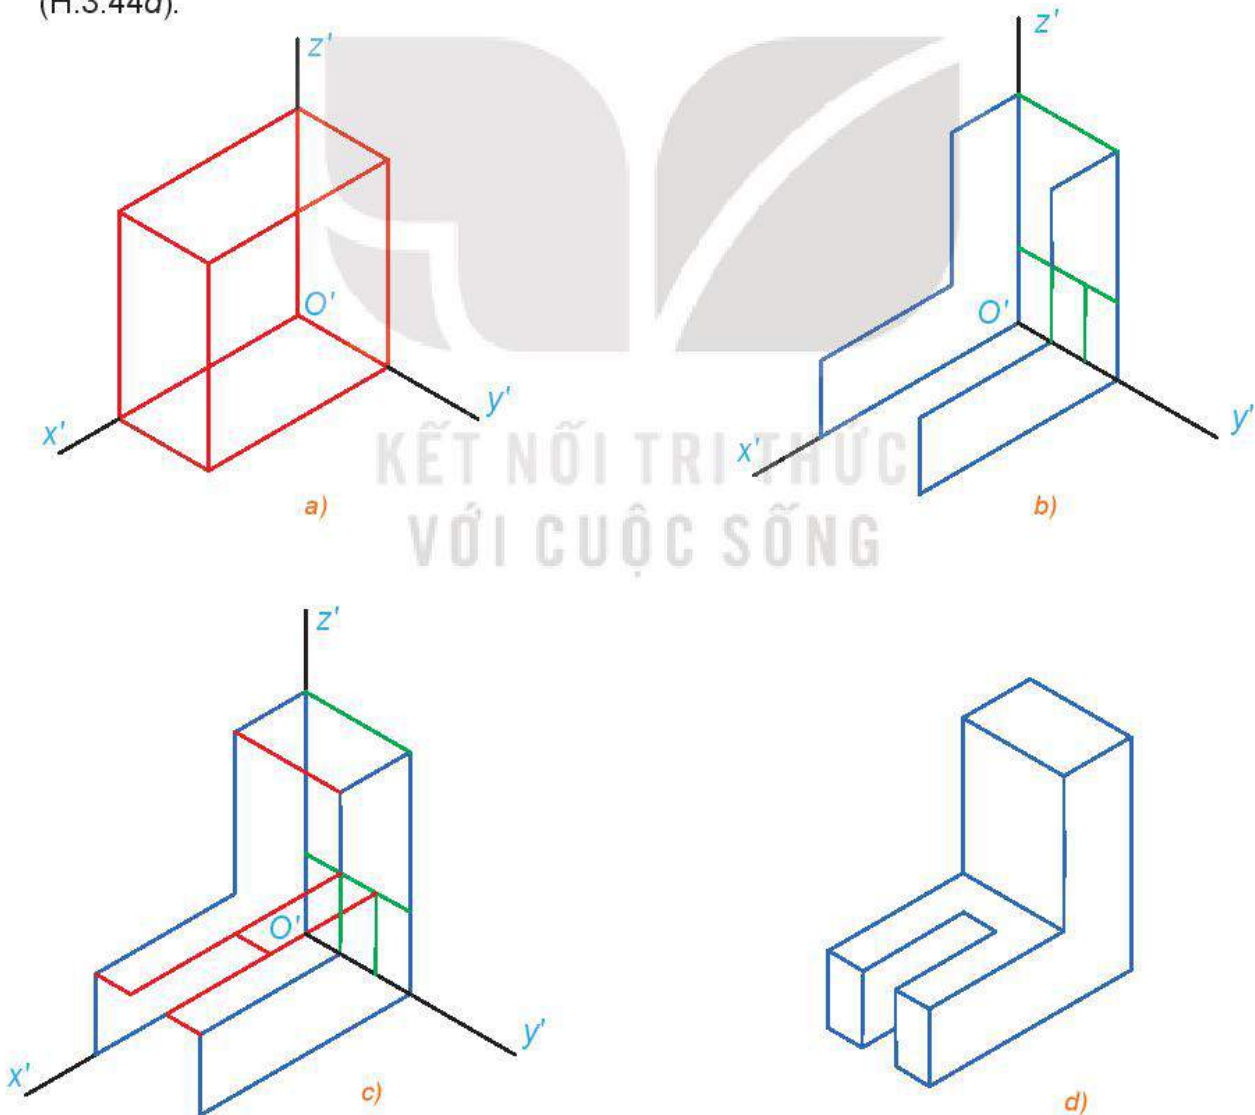 (H.3.44d).
z'
O'
x'
y'
a)
z'
O'
x'
y'
b)
KẾT NỐI TRI THỨC
VỚI CUỘC SỐNG
z'
O'
x'
y'
c)
d)